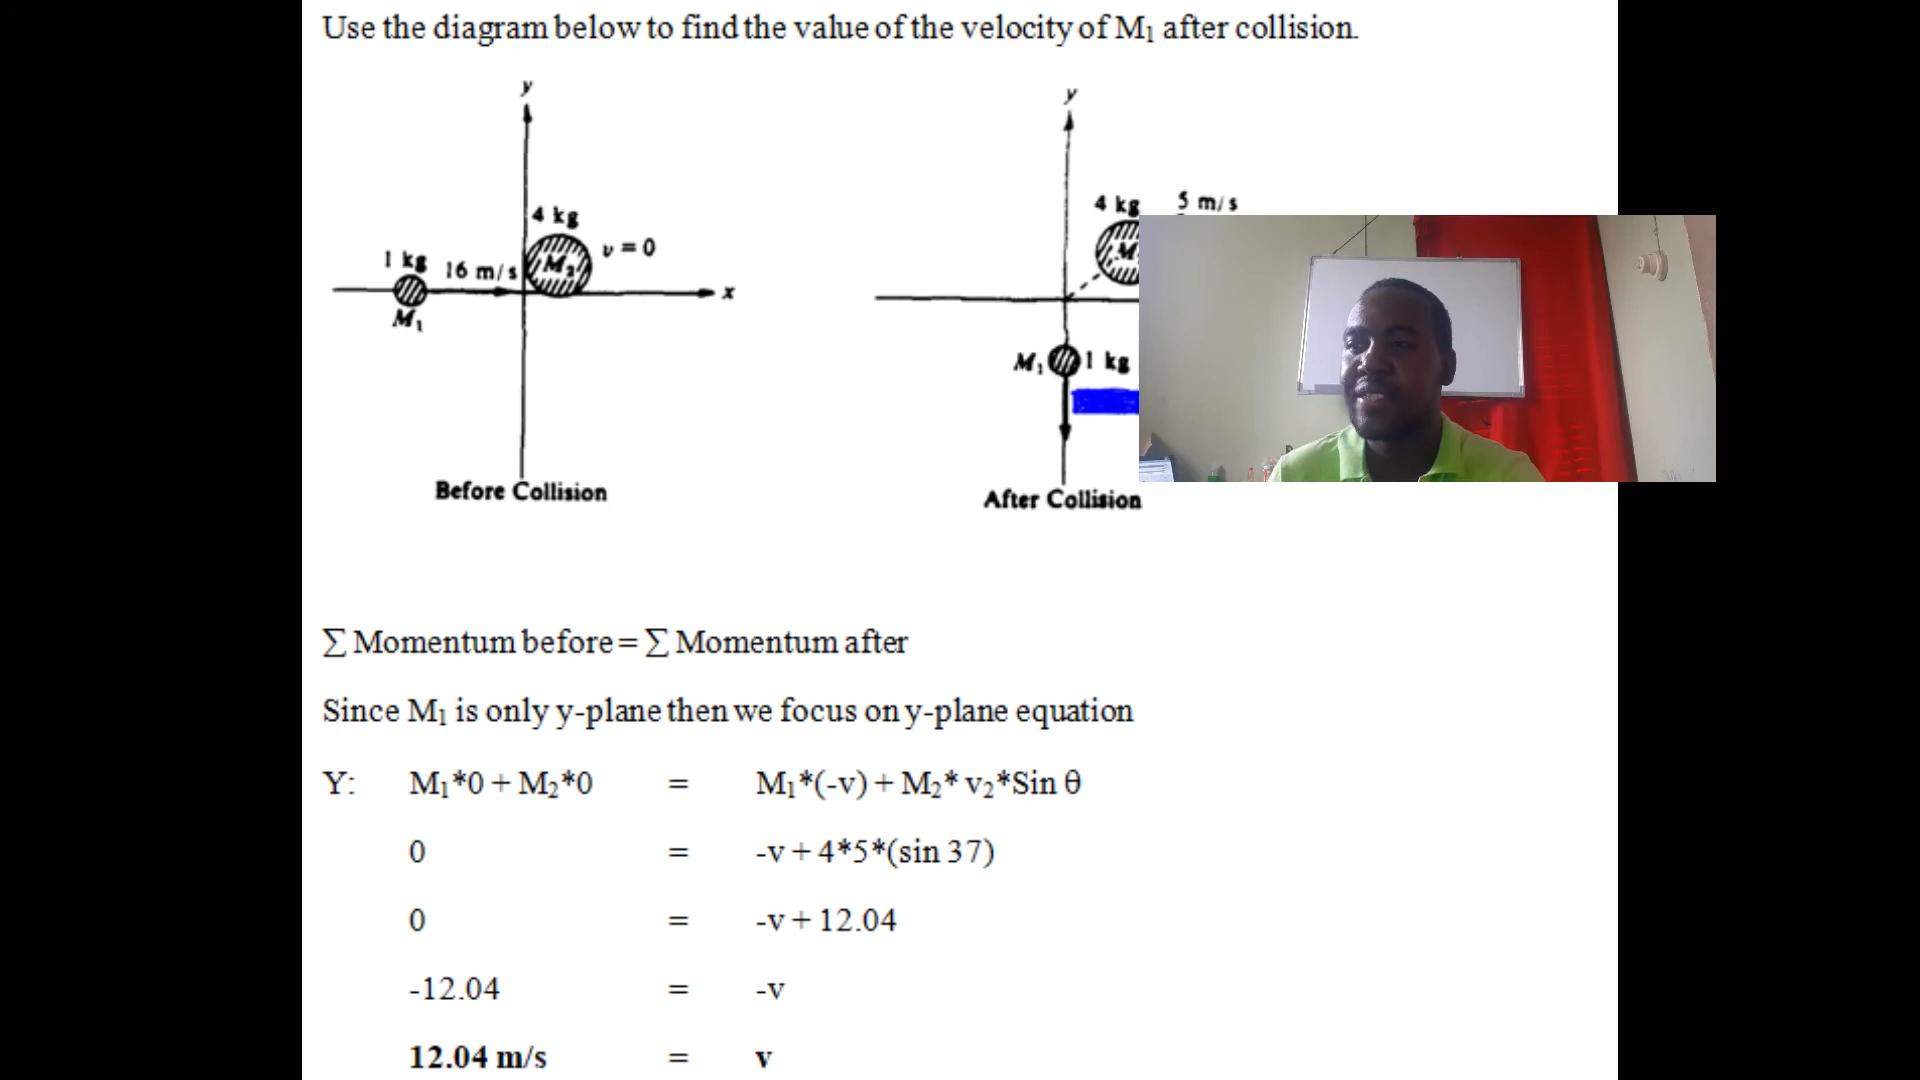 Use the diagram below to find the value of the velocity of M₁ after collision.
y
4 kg
v = 0
1 kg
16 m/s
M₂
x
M₁
Before Collision
y
4 kg
5 m/s
M
M₁
1 kg
After Collision
∑ Momentum before = ∑ Momentum after
Since M₁ is only y-plane then we focus on y-plane equation
Y: M₁*0 + M₂*0 = M₁*(-v) + M₂* v₂*Sin θ
0 = -v + 4*5*(sin 37)
0 = -v + 12.04
-12.04 = -v
12.04 m/s = v